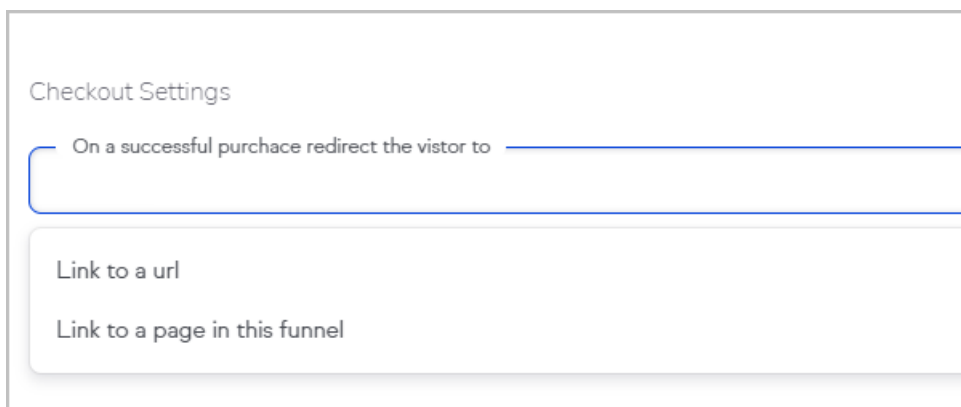 Checkout Settings
On a successful purchace redirect the vistor to
Link to a url
Link to a page in this funnel